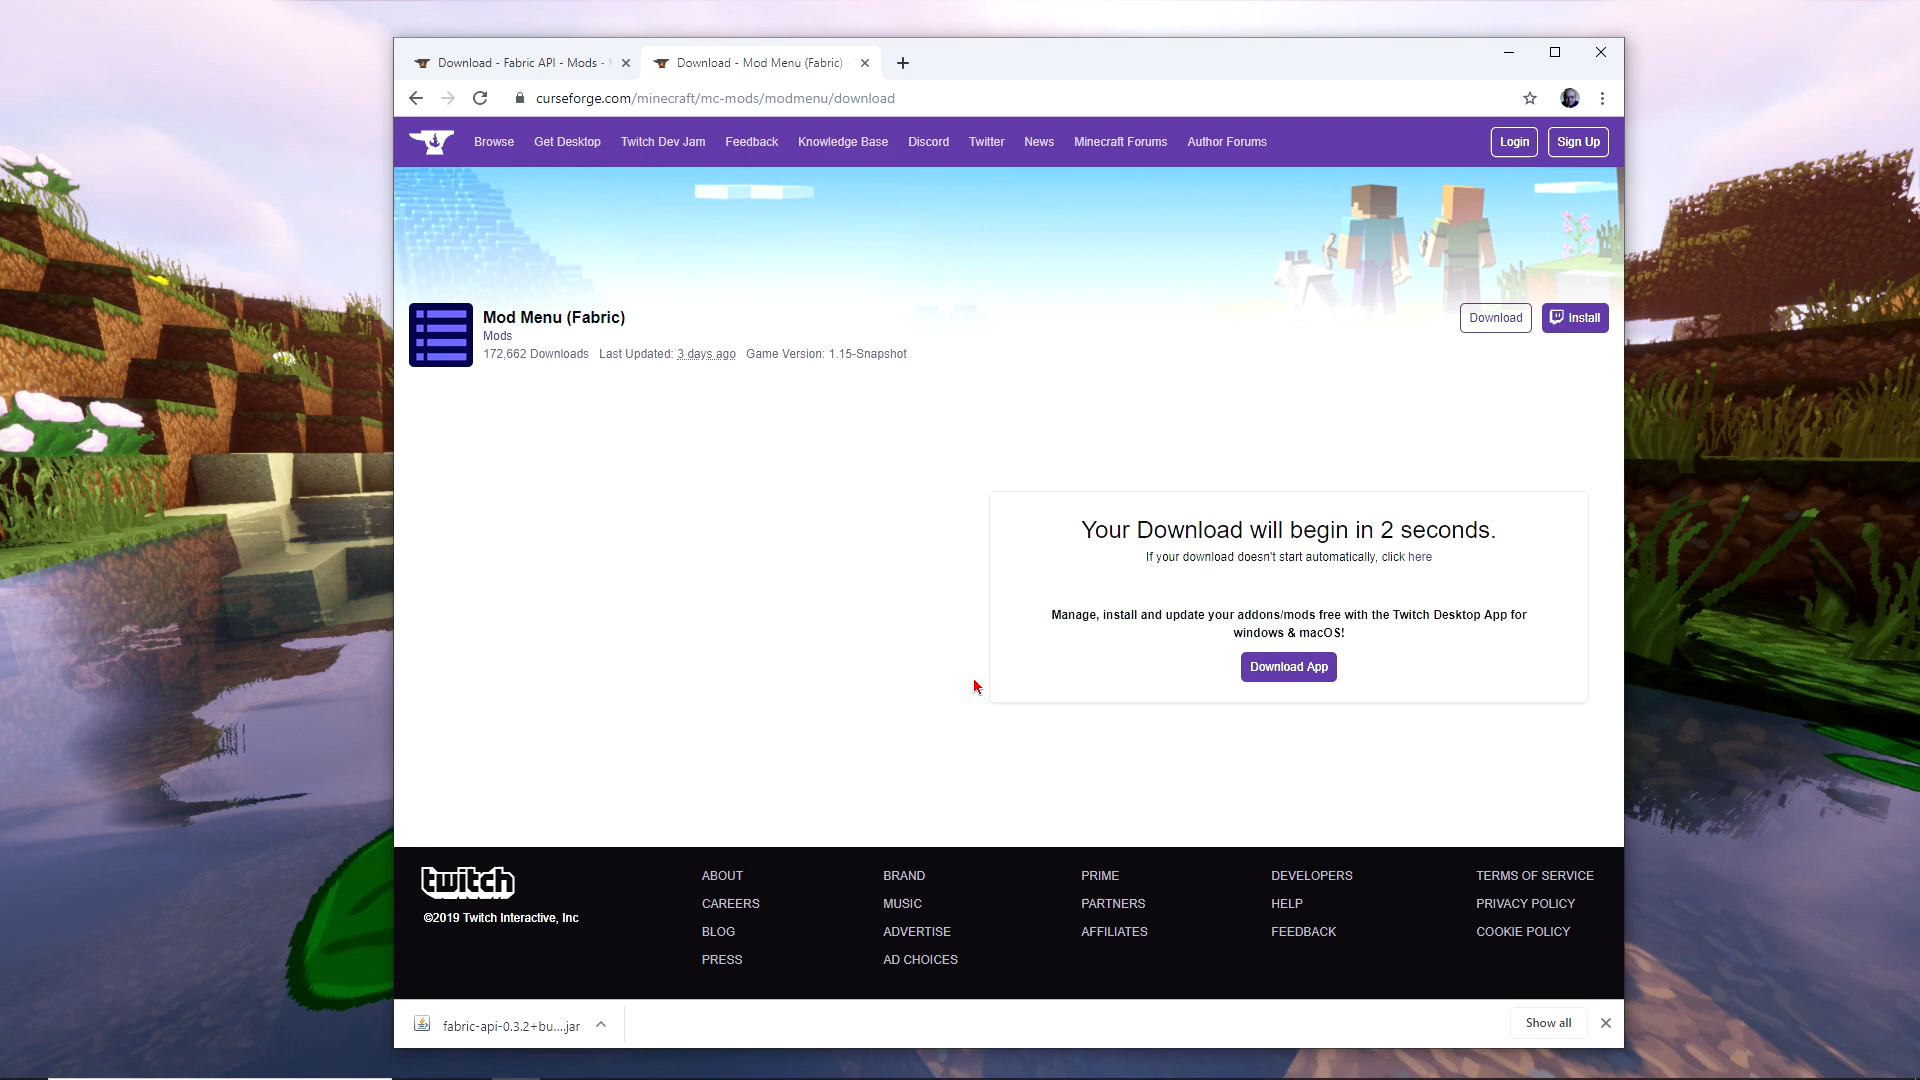 Download - Fabric API - Mods -
Download - Mod Menu (Fabric)
curseforge.com/minecraft/mc-mods/modmenu/download
Browse Get Desktop Twitch Dev Jam Feedback Knowledge Base Discord Twitter News Minecraft Forums Author Forums Login Sign Up
Mod Menu (Fabric)
Download Install
Mods
172,662 Downloads Last Updated: 3 days ago Game Version: 1.15-Snapshot
Your Download will begin in 2 seconds.
If your download doesn't start automatically, click here
Manage, install and update your addons/mods free with the Twitch Desktop App for
windows & macOS!
Download App
twitch
©2019 Twitch Interactive, Inc
ABOUT
CAREERS
BLOG
PRESS
BRAND
MUSIC
ADVERTISE
AD CHOICES
PRIME
PARTNERS
AFFILIATES
DEVELOPERS
HELP
FEEDBACK
TERMS OF SERVICE
PRIVACY POLICY
COOKIE POLICY
fabric-api-0.3.2+bu....jar
Show all